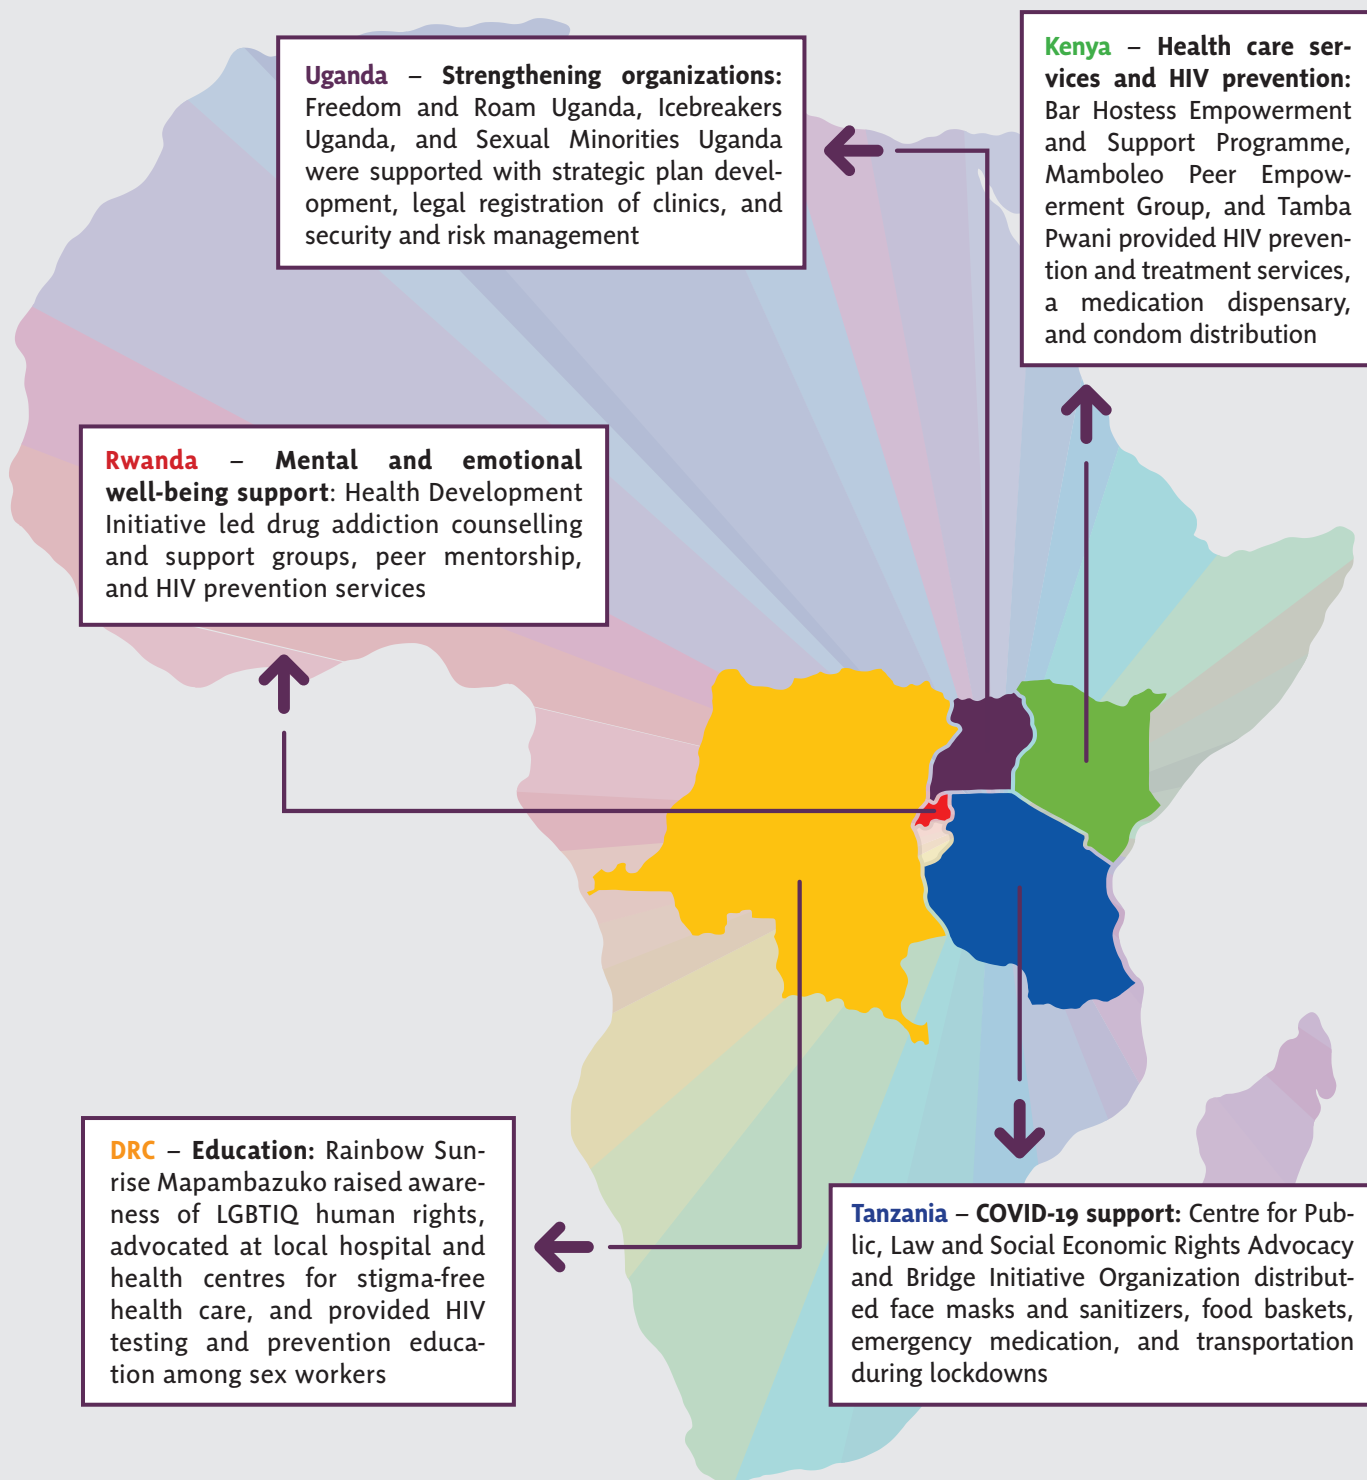 Uganda – Strengthening organizations:
Freedom and Roam Uganda, Icebreakers
Uganda, and Sexual Minorities Uganda
were supported with strategic plan devel-
opment, legal registration of clinics, and
security and risk management
Kenya – Health care ser-
vices and HIV prevention:
Bar Hostess Empowerment
and Support Programme,
Mamboleo Peer Empow-
erment Group, and Tamba
Pwani provided HIV preven-
tion and treatment services,
a medication dispensary,
and condom distribution
Rwanda – Mental and emotional
well-being support: Health Development
Initiative led drug addiction counselling
and support groups, peer mentorship,
and HIV prevention services
DRC – Education: Rainbow Sun-
rise Mapambazuko raised aware-
ness of LGBTIQ human rights,
advocated at local hospital and
health centres for stigma-free
health care, and provided HIV
testing and prevention educa-
tion among sex workers
Tanzania – COVID-19 support: Centre for Pub-
lic, Law and Social Economic Rights Advocacy
and Bridge Initiative Organization distribut-
ed face masks and sanitizers, food baskets,
emergency medication, and transportation
during lockdowns